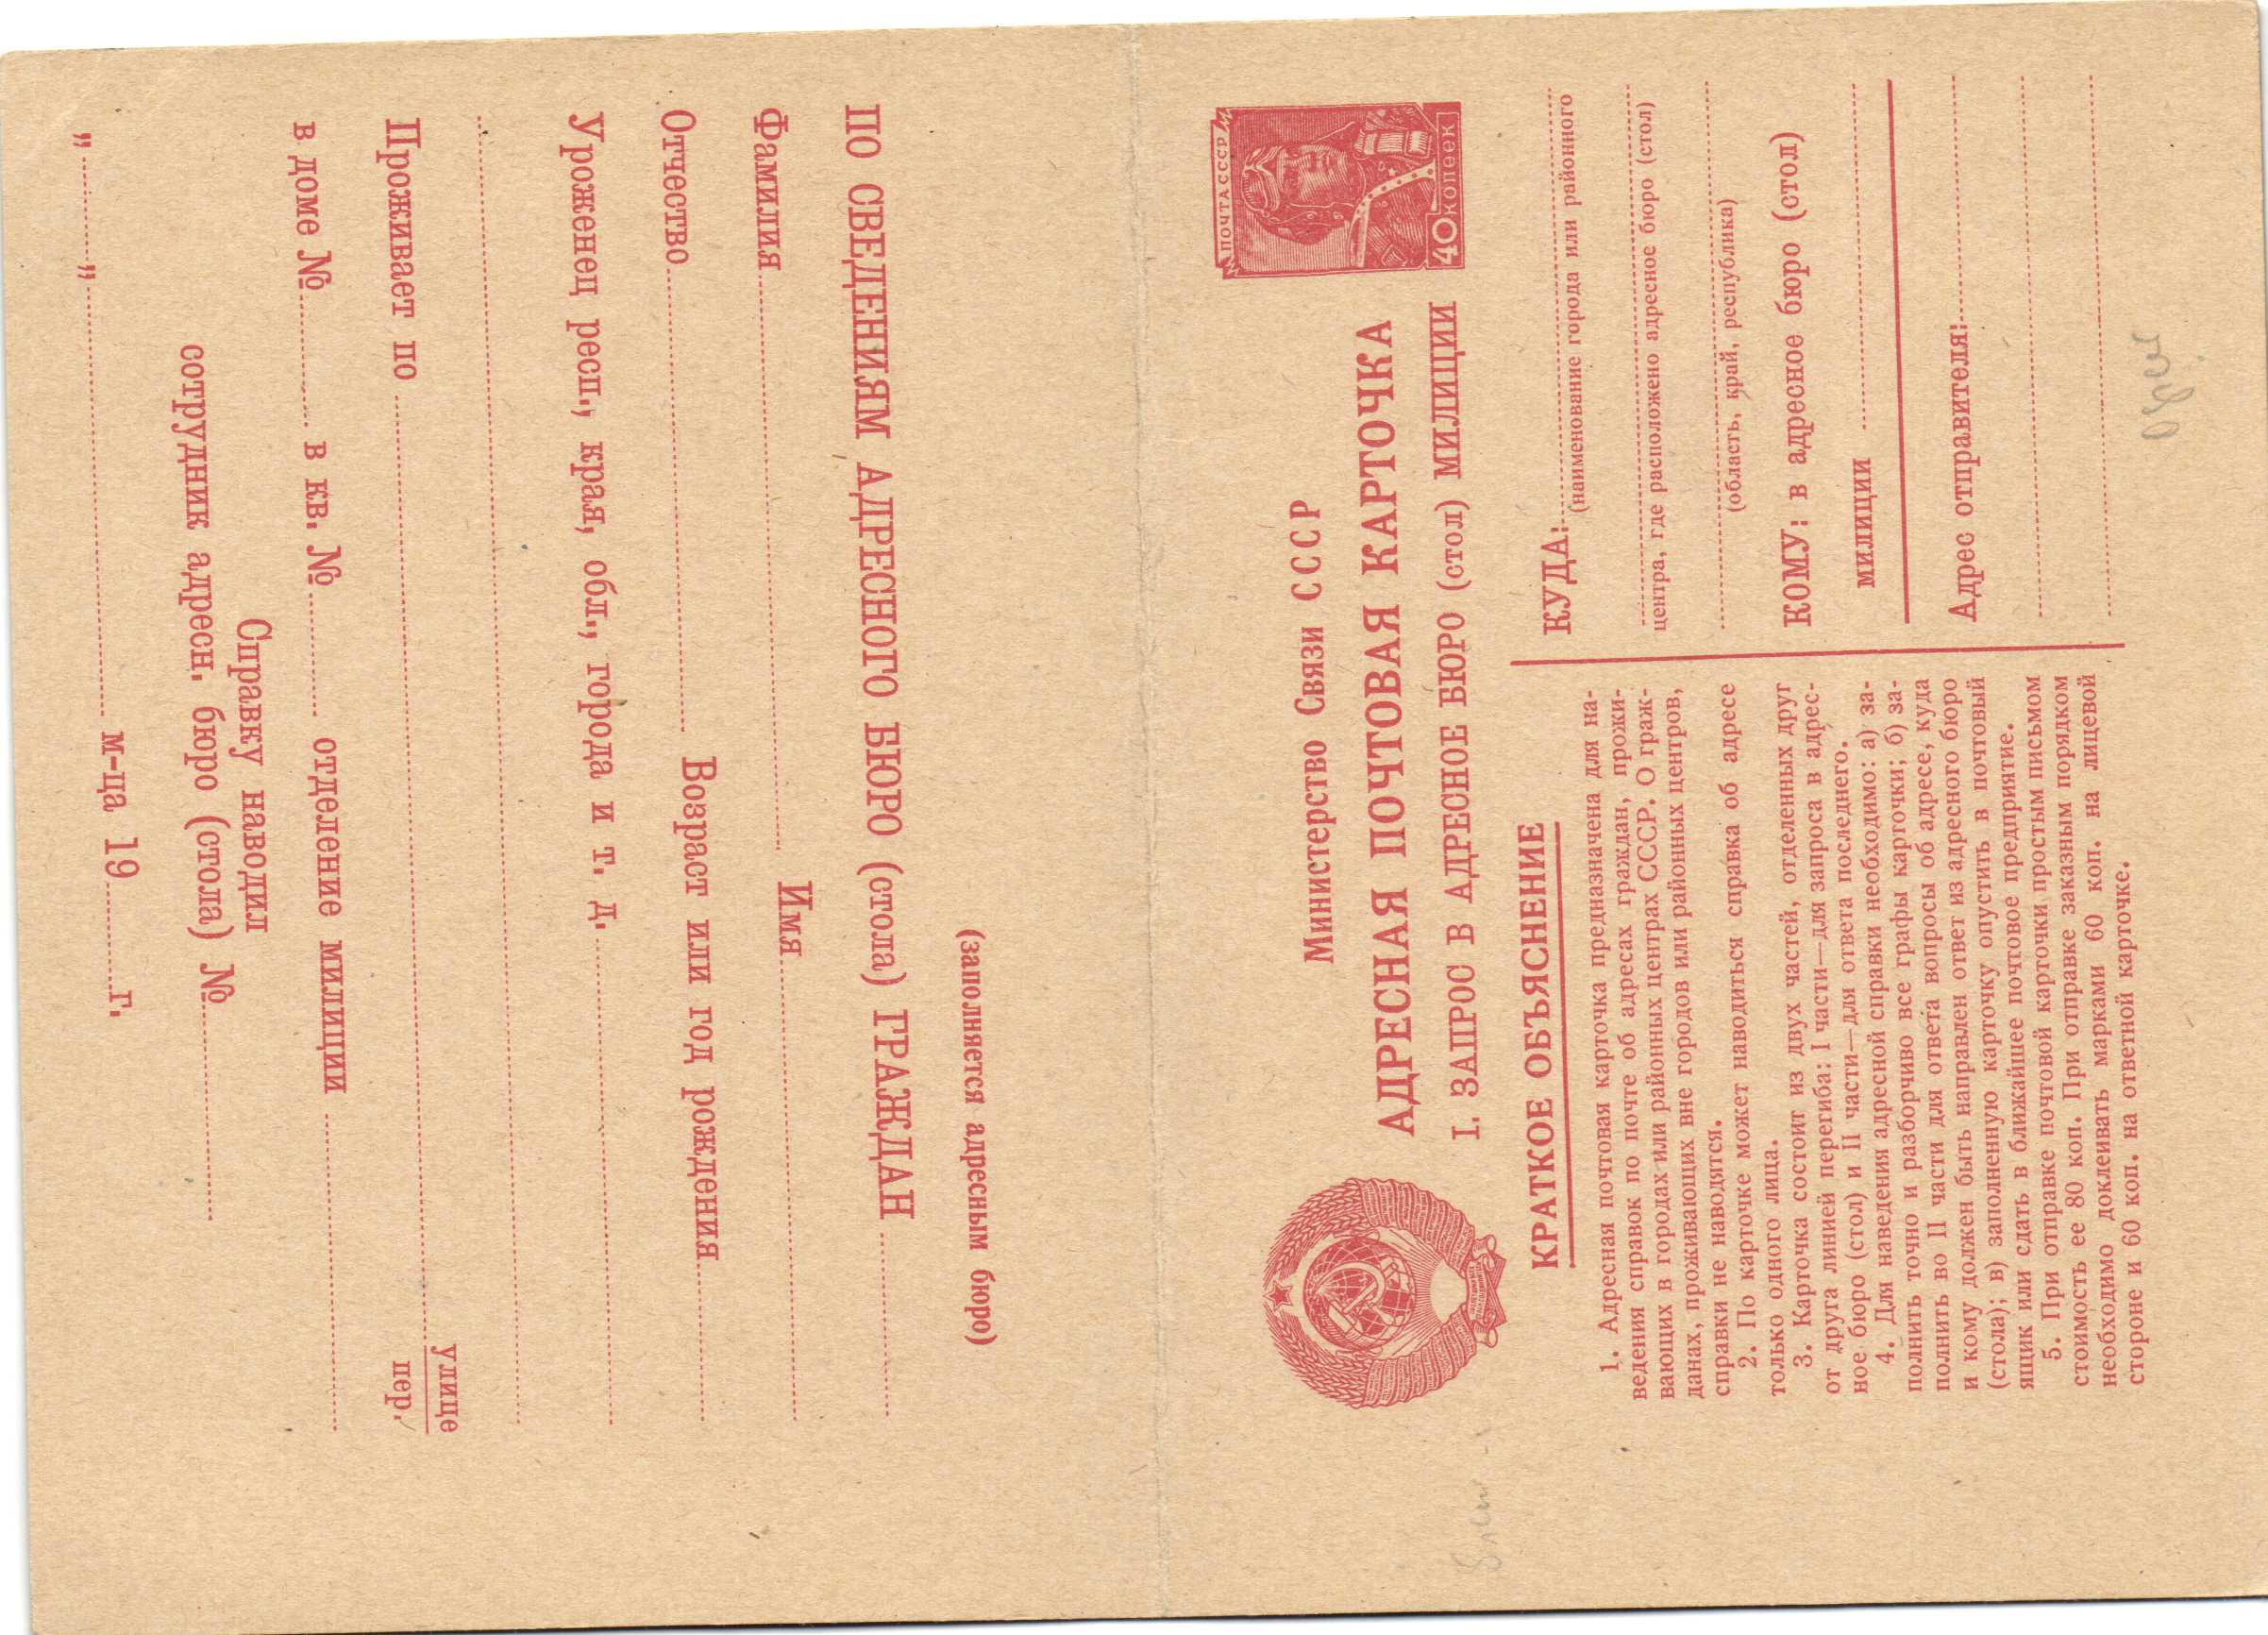 ПОЧТА СССР
40 КОПЕЕК
Министерство Связи СССР
АДРЕСНАЯ ПОЧТОВАЯ КАРТОЧКА
I. ЗАПРОС В АДРЕСНОЕ БЮРО (стол) МИЛИЦИИ
КРАТКОЕ ОБЪЯСНЕНИЕ
1. Адресная почтовая карточка предназначена для на-
ведения справок по почте об адресах граждан, прожи-
вающих в городах или районных центрах СССР. О граж-
данах, проживающих вне городов или районных центров,
справки не наводятся.
2. По карточке может наводиться справка об адресе
только одного лица.
3. Карточка состоит из двух частей, отделенных друг
от друга линией перегиба: I части—для запроса в адрес-
ное бюро (стол) и II части—для ответа последнего.
4. Для наведения адресной справки необходимо: а) за-
полнить точно и разборчиво все графы карточки; б) за-
полнить во II части для ответа вопросы об адресе, куда
и кому должен быть направлен ответ из адресного бюро
(стола); в) заполненную карточку опустить в почтовый
ящик или сдать в ближайшее почтовое предприятие.
5. При отправке почтовой карточки простым письмом
стоимость ее 80 коп. При отправке заказным порядком
необходимо доклеивать марками 60 коп. на лицевой
стороне и 60 коп. на ответной карточке.
КУДА:
(наименование города или районного
центра, где расположено адресное бюро (стол)
(область, край, республика)
КОМУ: в адресное бюро (стол)
милиции
Адрес отправителя:
(заполняется адресным бюро)
ПО СВЕДЕНИЯМ АДРЕСНОГО БЮРО (стола) ГРАЖДАН
Фамилия Имя
Отчество Возраст или год рождения
Уроженец респ., края, обл., города и т. д.
Проживает по улице
пер.
в доме № в кв. № отделение милиции
Справку наводил
сотрудник адресн. бюро (стола) №
„ „ м-ца 19 г.